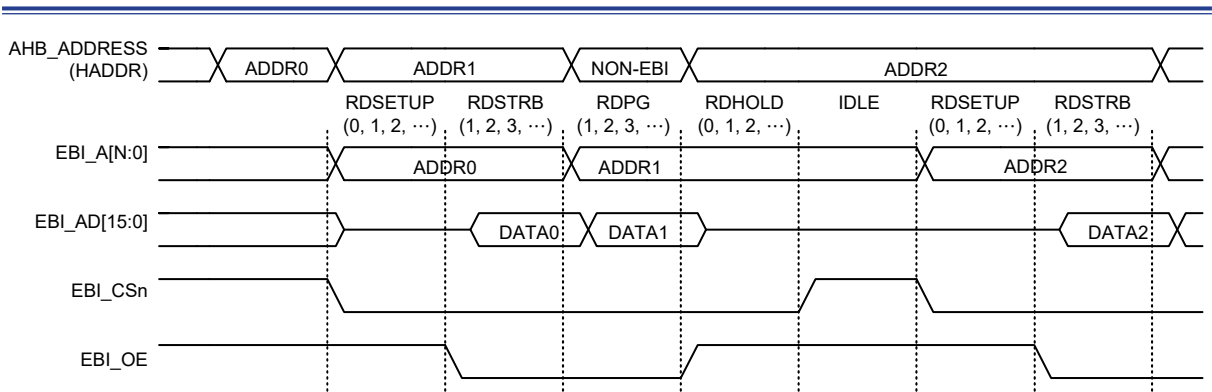 AHB_ADDRESS
(HADDR)
ADDR0 ADDR1 NON-EBI ADDR2
RDSETUP RDSTRB RDPG RDHOLD IDLE RDSETUP RDSTRB
(0, 1, 2, ⋯) (1, 2, 3, ⋯) (1, 2, 3, ⋯) (0, 1, 2, ⋯) (0, 1, 2, ⋯) (1, 2, 3, ⋯)
EBI_A[N:0]
ADDR0 ADDR1 ADDR2
EBI_AD[15:0]
DATA0 DATA1 DATA2
EBI_CSn
EBI_OE